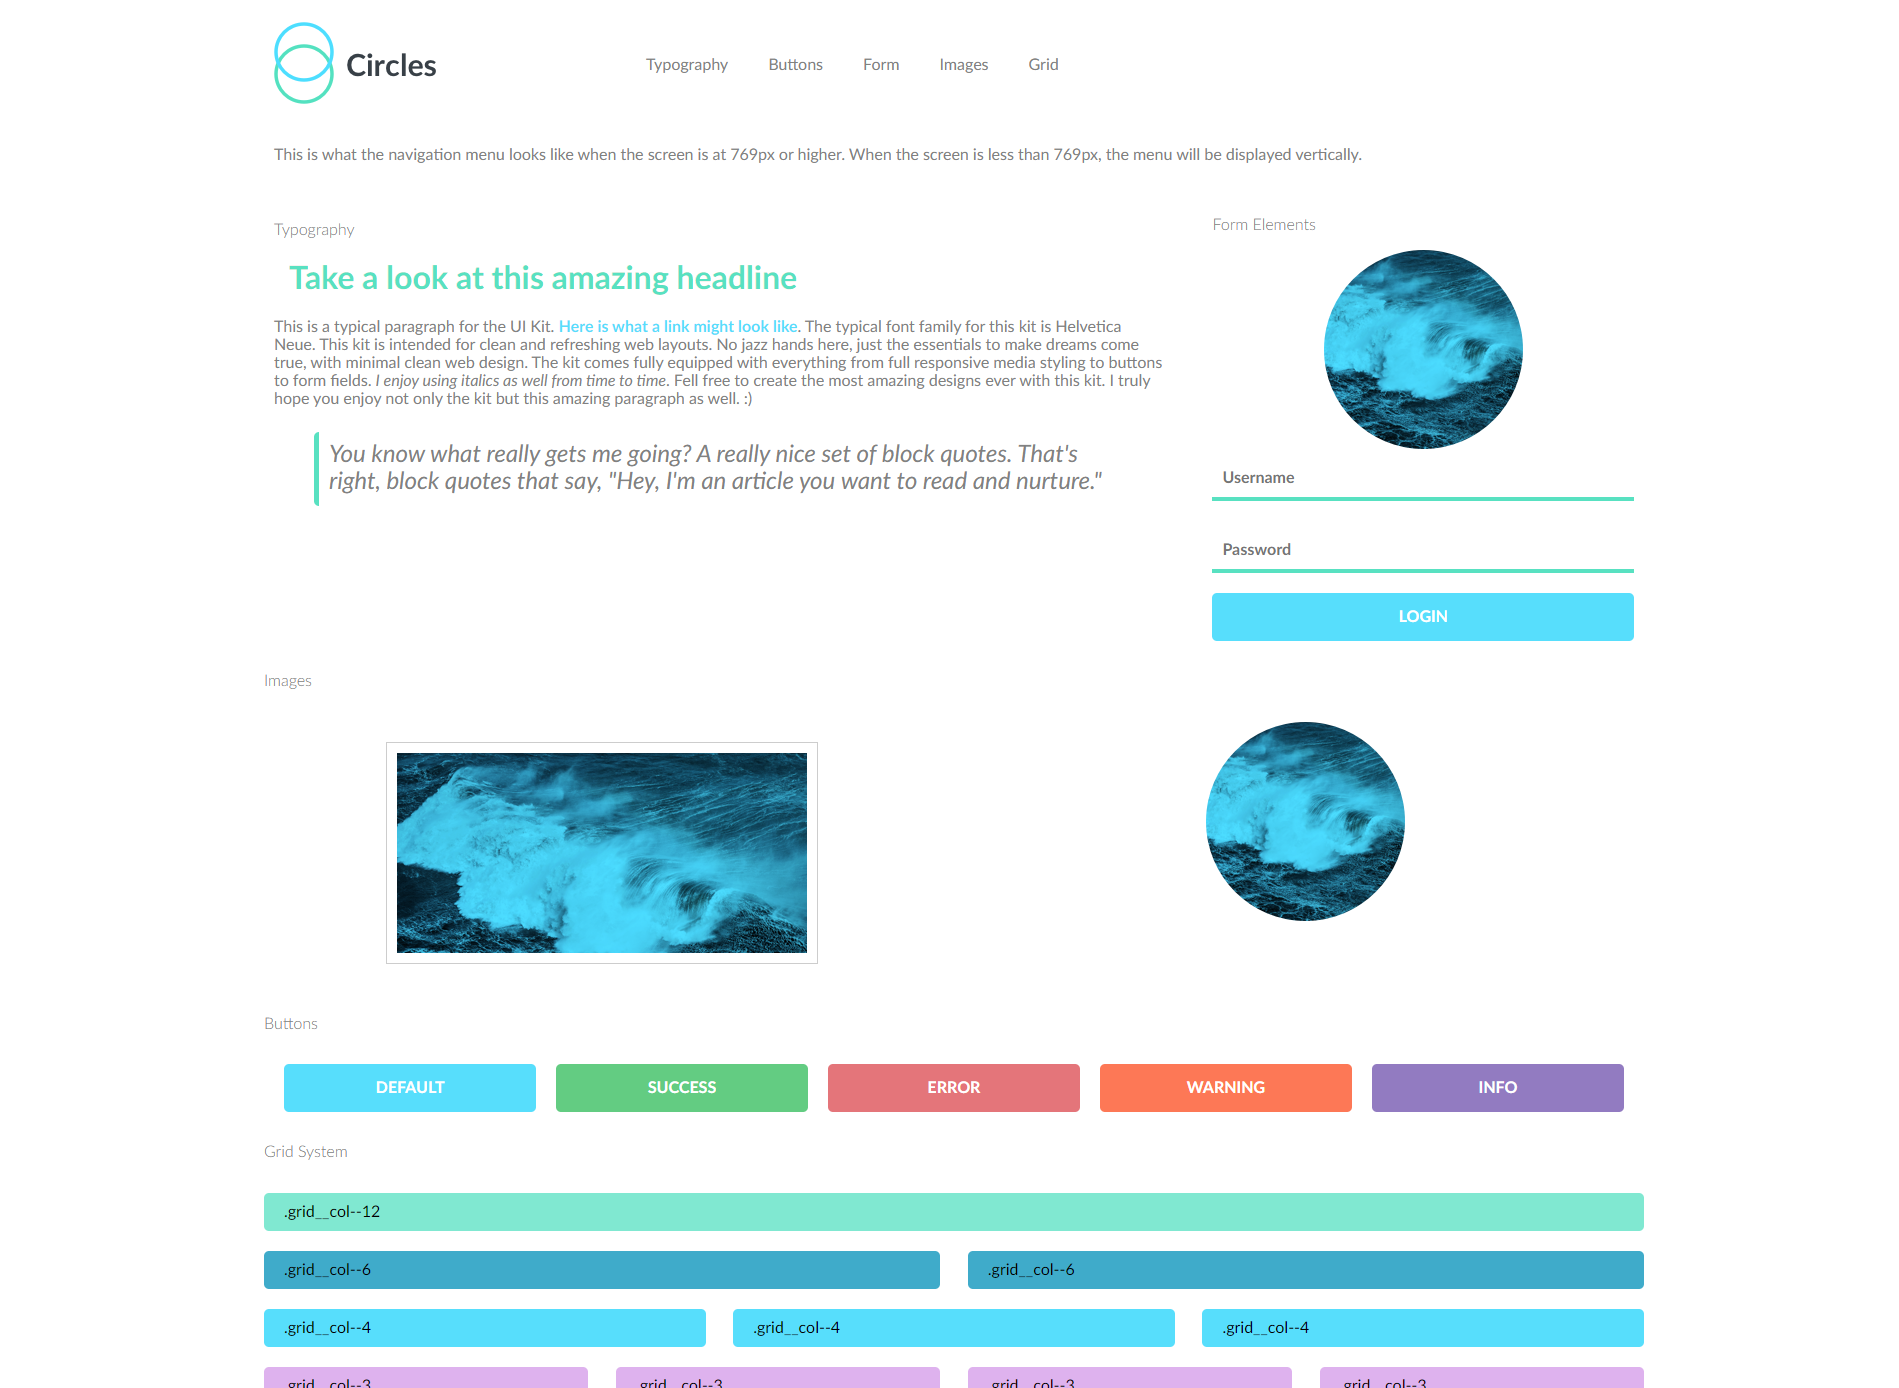 Circles
Typography
Buttons
Form
Images
Grid
This is what the navigation menu looks like when the screen is at 769px or higher. When the screen is less than 769px, the menu will be displayed vertically.
Typography
Take a look at this amazing headline
This is a typical paragraph for the UI Kit. Here is what a link might look like. The typical font family for this kit is Helvetica
Neue. This kit is intended for clean and refreshing web layouts. No jazz hands here, just the essentials to make dreams come
true, with minimal clean web design. The kit comes fully equipped with everything from full responsive media styling to buttons
to form fields. I enjoy using italics as well from time to time. Fell free to create the most amazing designs ever with this kit. I truly
hope you enjoy not only the kit but this amazing paragraph as well. :)
You know what really gets me going? A really nice set of block quotes. That's
right, block quotes that say, "Hey, I'm an article you want to read and nurture."
Form Elements
Username
Password
LOGIN
Images
Buttons
DEFAULT
SUCCESS
ERROR
WARNING
INFO
Grid System
.grid__col--12
.grid__col--6
.grid__col--6
.grid__col--4
.grid__col--4
.grid__col--4
.grid__col--3
.grid__col--3
.grid__col--3
.grid__col--3